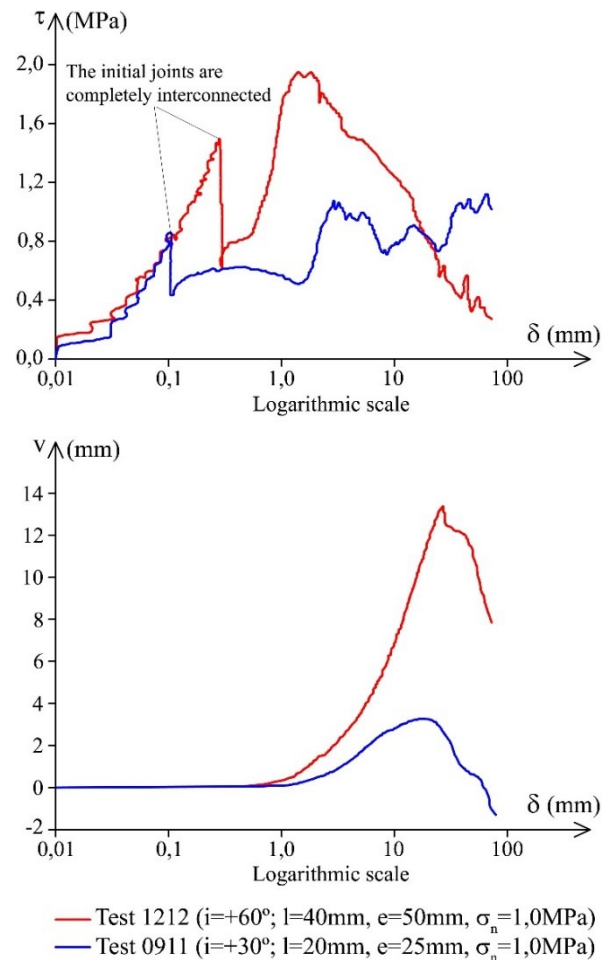 τ (MPa)
The initial joints are
completely interconnected
2,0
1,6
1,2
0,8
0,4
0,0
0,01 0,1 1,0 10 100
δ (mm)
Logarithmic scale
v (mm)
14
12
10
8
6
4
2
0
-2
δ (mm)
0,01 0,1 1,0 10 100
Logarithmic scale
Test 1212 (i=+60º; l=40mm, e=50mm, σn=1,0MPa)
Test 0911 (i=+30º; l=20mm, e=25mm, σn=1,0MPa)